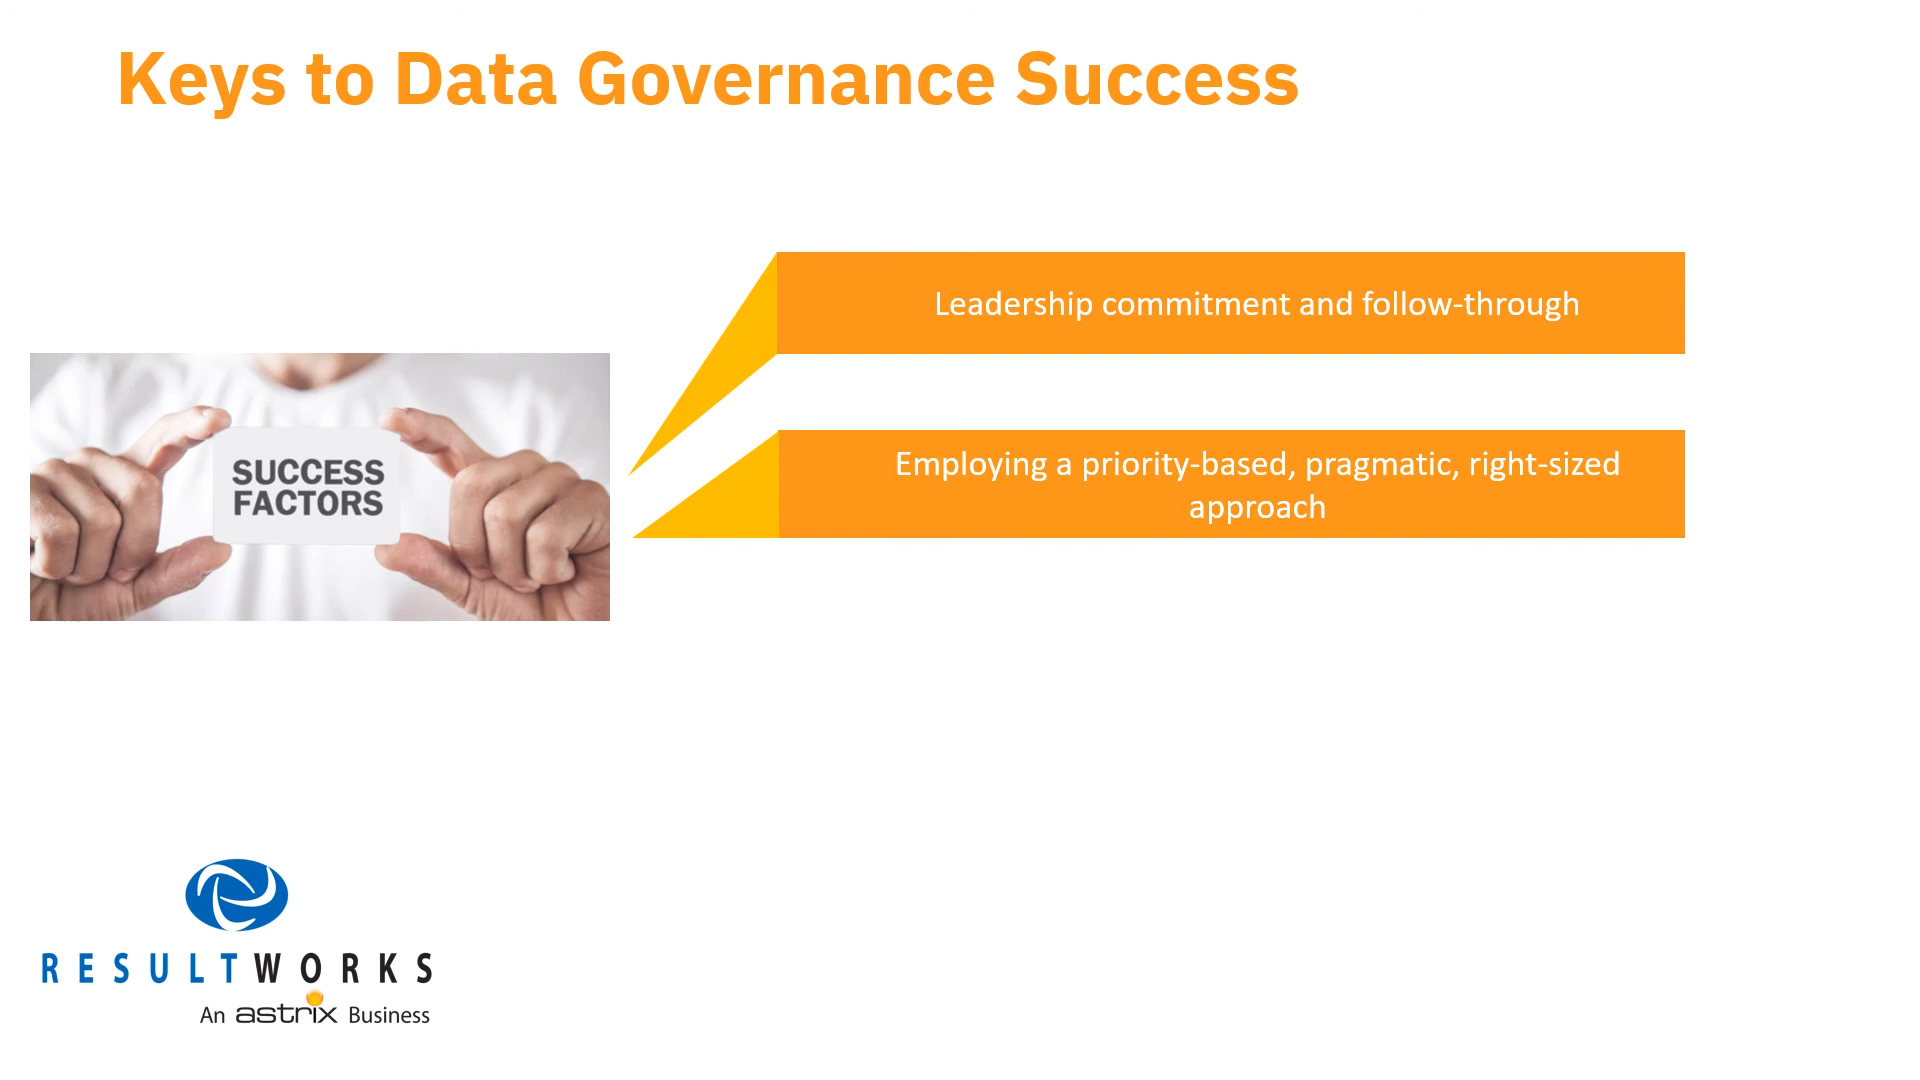 Keys to Data Governance Success
Leadership commitment and follow-through
SUCCESS
FACTORS
Employing a priority-based, pragmatic, right-sized
approach
RESULTWORKS
An astrix Business